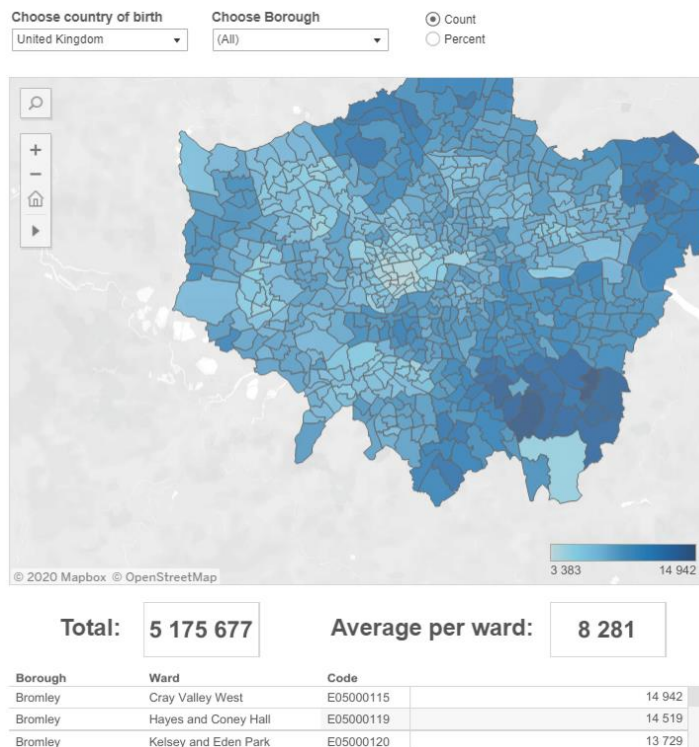 Choose country of birth Choose Borough Count
United Kingdom (All) Percent
© 2020 Mapbox © OpenStreetMap
3 383 14 942
Total: 5 175 677 Average per ward: 8 281
Borough Ward Code
Bromley Cray Valley West E05000115 14 942
Bromley Hayes and Coney Hall E05000119 14 519
Bromley Kelsey and Eden Park E05000120 13 729